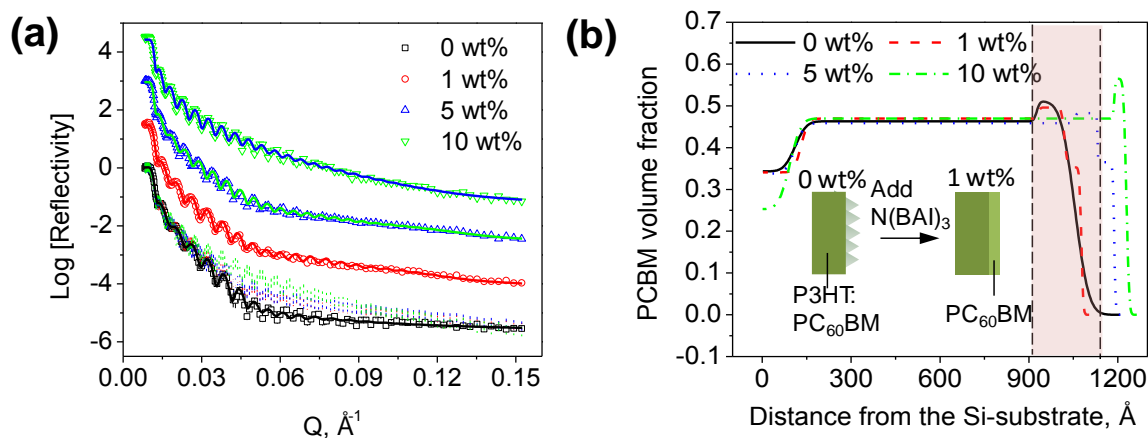 (a)
4
2
0
-2
-4
-6
Log [Reflectivity]
0 wt%
1 wt%
5 wt%
10 wt%
0.00
0.03
0.06
0.09
0.12
0.15
Q, Å-1
(b)
0.7
0.6
0.5
0.4
0.3
0.2
0.1
0.0
-0.1
PCBM volume fraction
0 wt%
1 wt%
5 wt%
10 wt%
0 wt%
Add
N(BAI)3
1 wt%
P3HT:
PC60BM
PC60BM
0
300
600
900
1200
Distance from the Si-substrate, Å